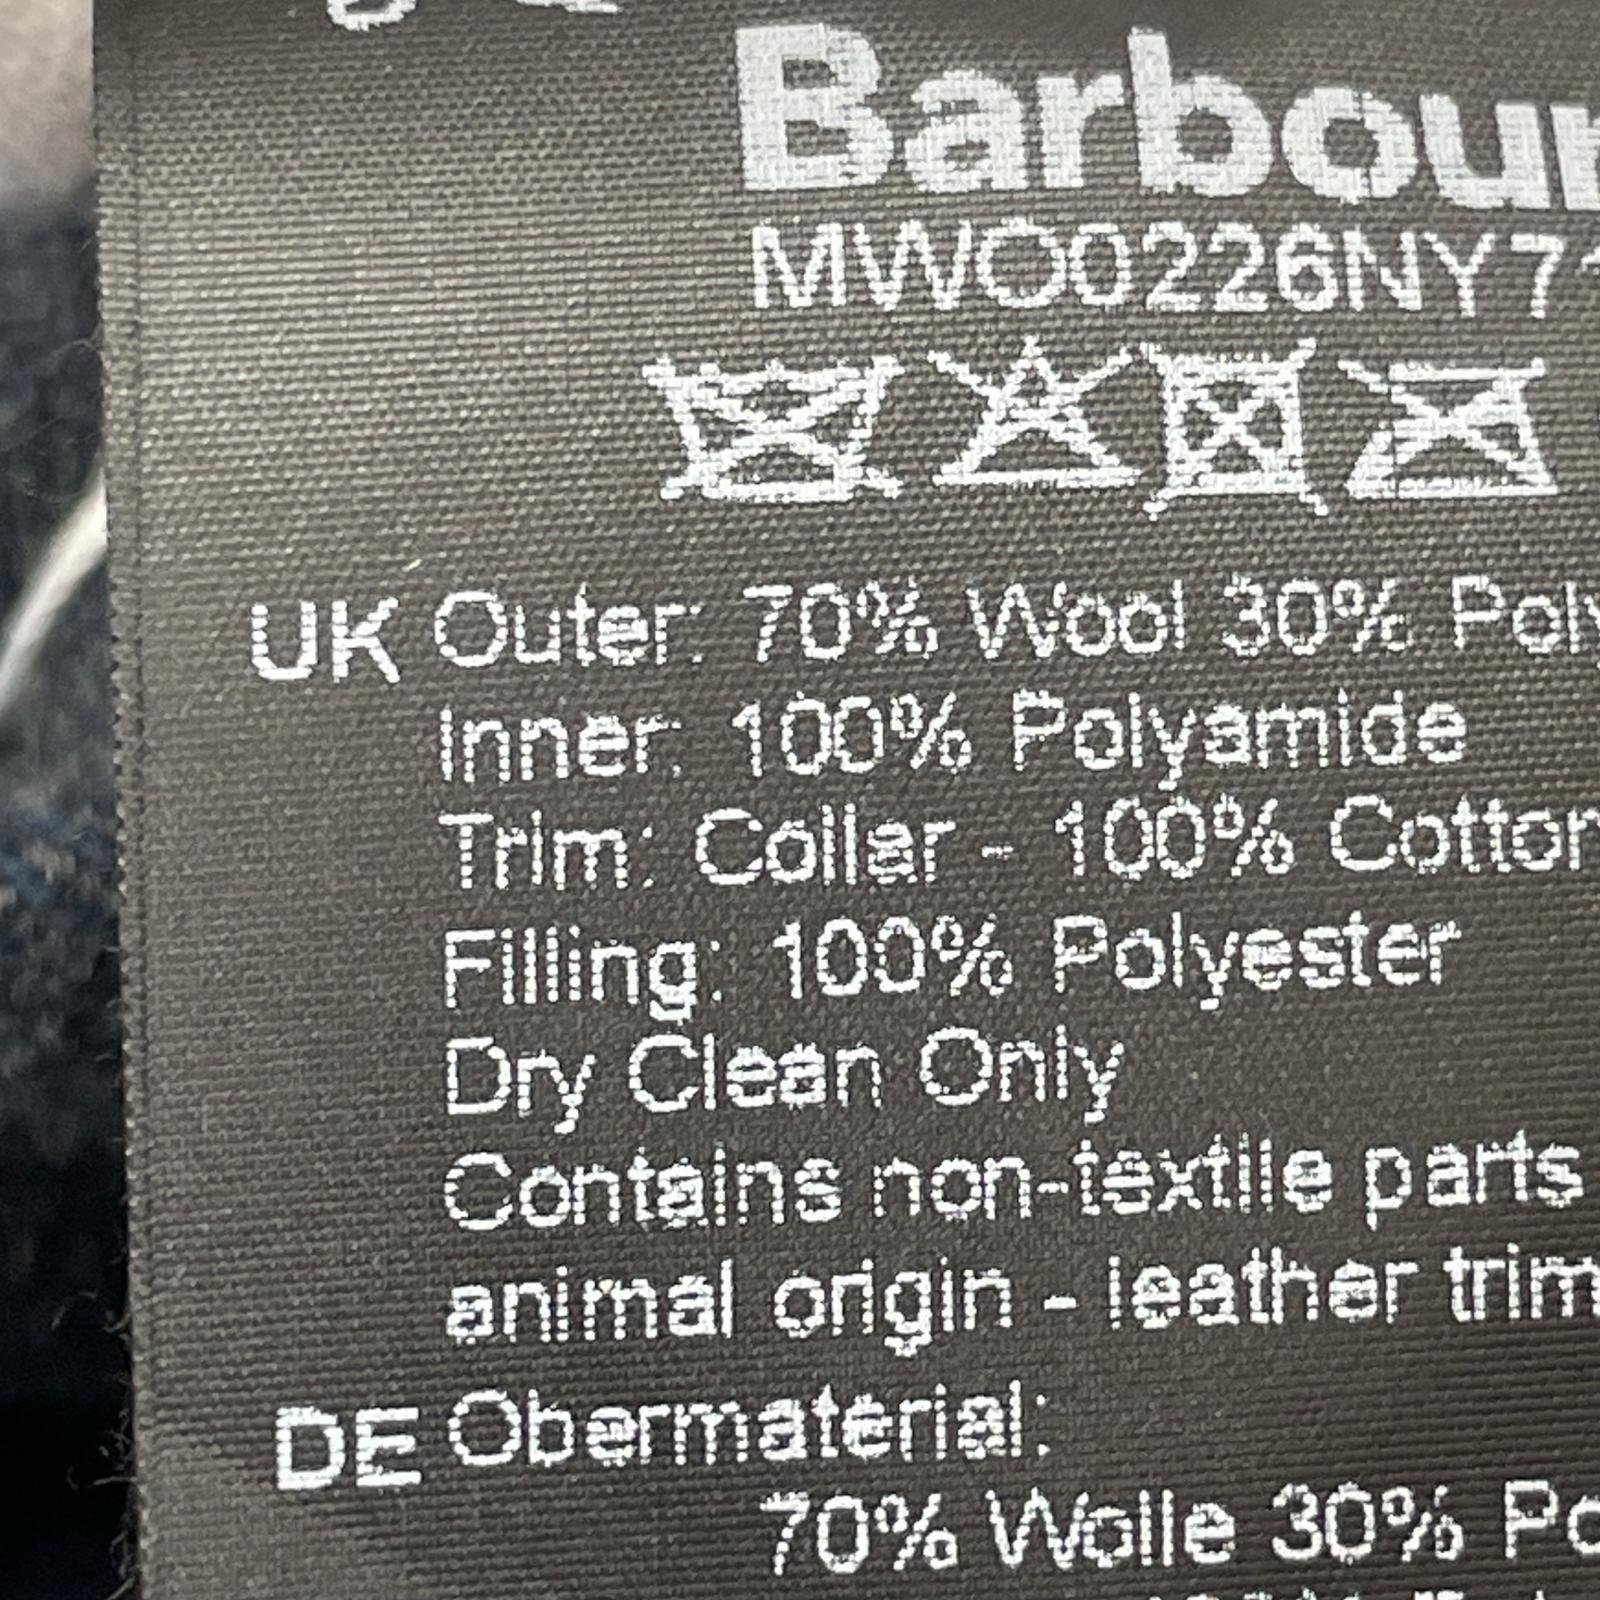 Barbour
MWO0226NY71
UK Outer: 70% Wool 30% Poly
Inner: 100% Polyamide
Trim: Collar - 100% Cotton
Filling: 100% Polyester
Dry Clean Only
Contains non-textile parts
animal origin - leather trim
DE Obermaterial:
70% Wolle 30% Po